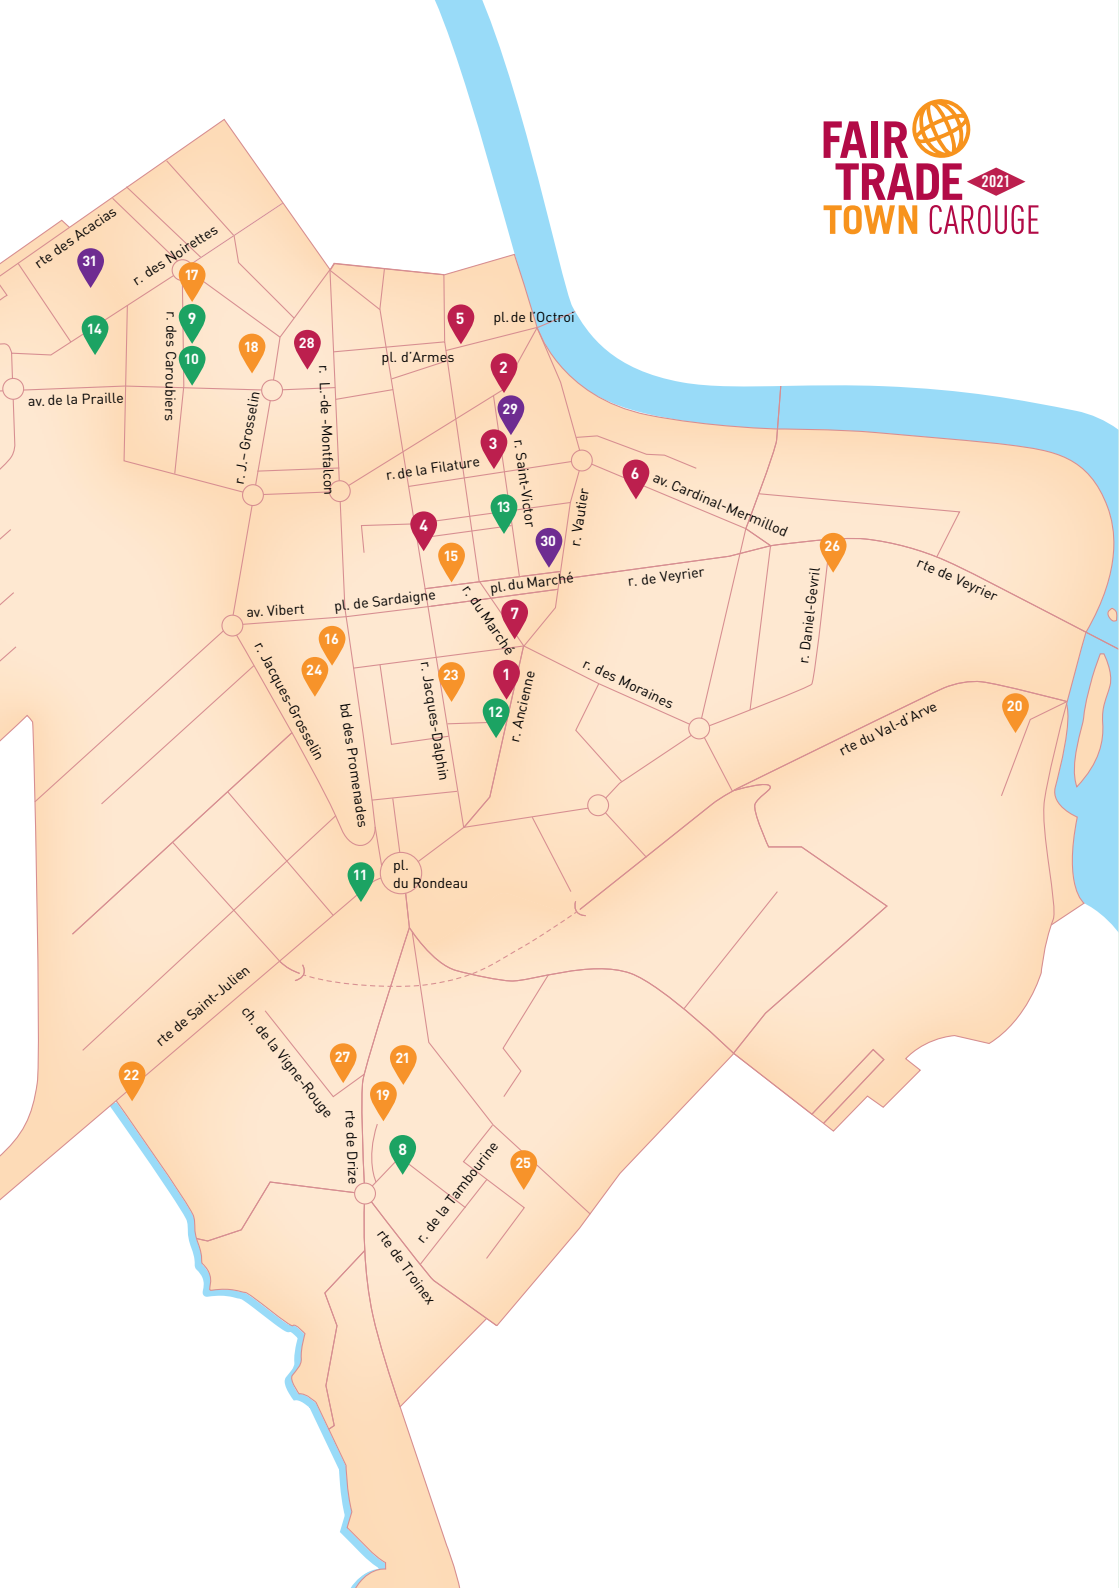 FAIR
TRADE 2021
TOWN CAROUGE
rte des Acacias
31
r. des Noirettes
17
14
9
r. des Caroubiers
10
18
28
5
pl. de l'Octroi
pl. d'Armes
2
av. de la Praille
r. J.- Grosselin
r. L.-de -Montfalcon
29
3
r. Saint-Victor
r. de la Filature
6
av. Cardinal-Mermillod
13
4
r. Vautier
30
15
26
rte de Veyrier
r. de Veyrier
pl. du Marché
r. du Marché
pl. de Sardaigne
av. Vibert
7
r. Daniel-Gevril
16
24
r. Jacques-Grosselin
23
r. Jacques-Dalphin
1
12
r. Ancienne
r. des Moraines
bd des Promenades
20
rte du Val-d'Arve
11
pl.
du Rondeau
rte de Saint-Julien
ch. de la Vigne-Rouge
22
27
21
19
rte de Drize
8
r. de la Tambourine
25
rte de Troinex